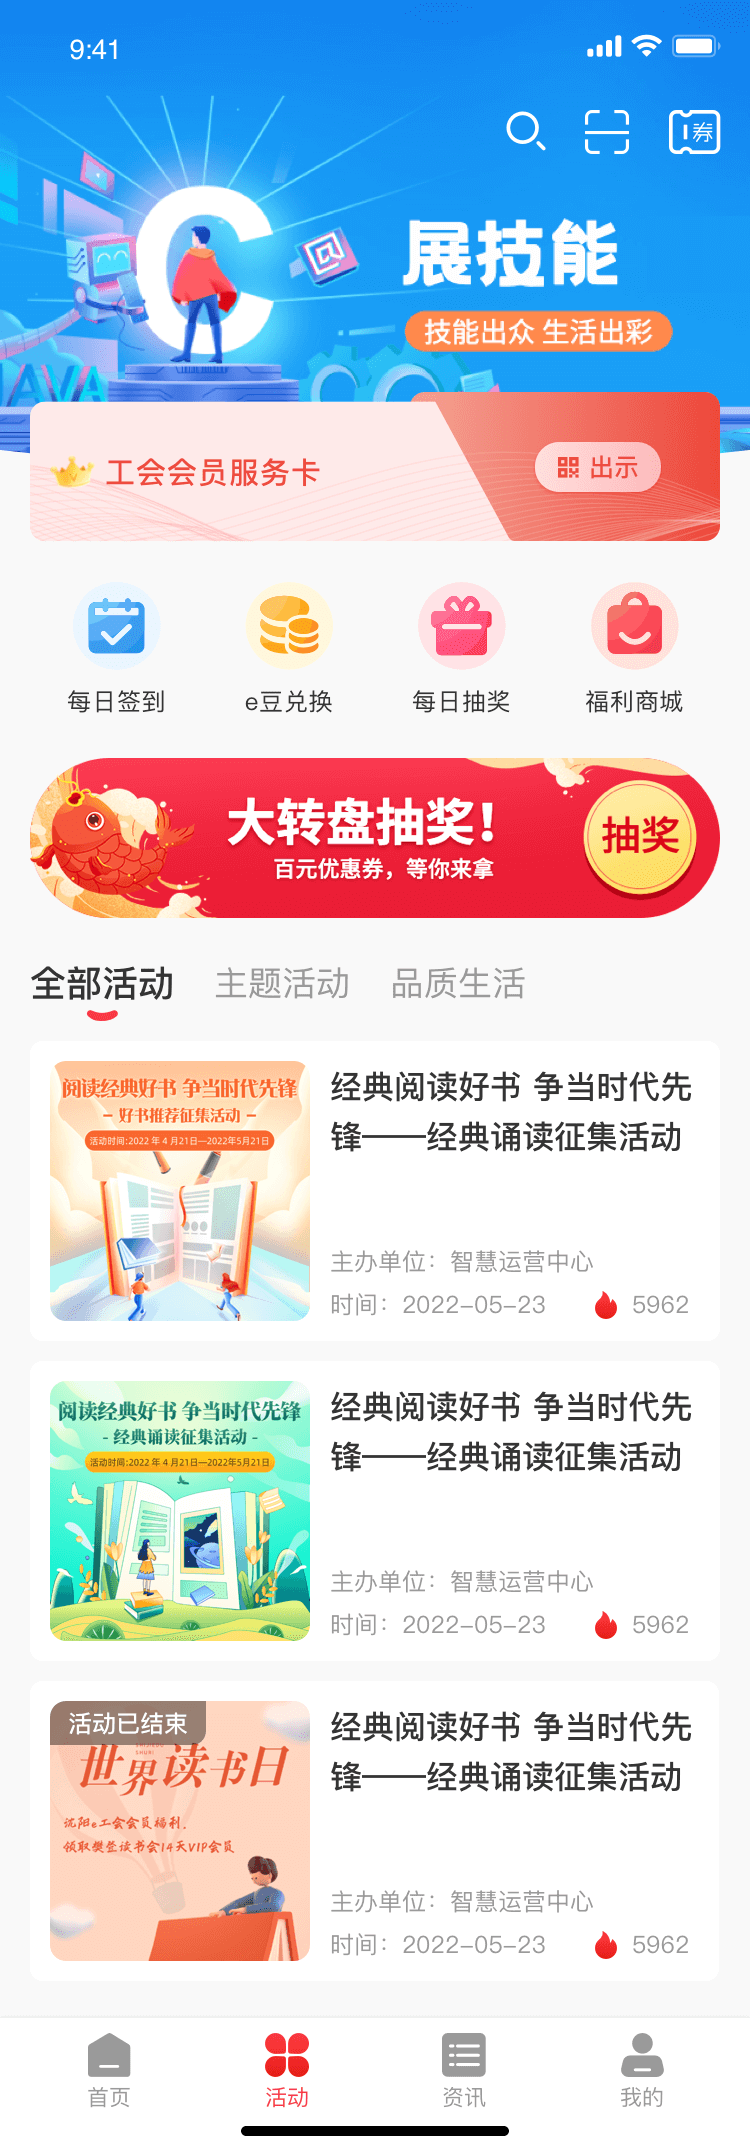 9:41
券
C
展技能
技能出众 生活出彩
JAVA
工会会员服务卡
出示
每日签到
e豆兑换
每日抽奖
福利商城
大转盘抽奖!
百元优惠券，等你来拿
抽奖
全部活动
主题活动
品质生活
阅读经典好书 争当时代先锋
- 好书推荐征集活动 -
活动时间:2022 年 4 月21日—2022年5月21日
经典阅读好书 争当时代先
锋——经典诵读征集活动
主办单位：智慧运营中心
时间：2022-05-23
5962
阅读经典好书 争当时代先锋
- 经典诵读征集活动 -
活动时间:2022 年 4 月21日—2022年5月21日
经典阅读好书 争当时代先
锋——经典诵读征集活动
主办单位：智慧运营中心
时间：2022-05-23
5962
活动已结束
世界读书日
沈阳e工会会员福利.
领取樊登读书会14天VIP会员
经典阅读好书 争当时代先
锋——经典诵读征集活动
主办单位：智慧运营中心
时间：2022-05-23
5962
首页
活动
资讯
我的